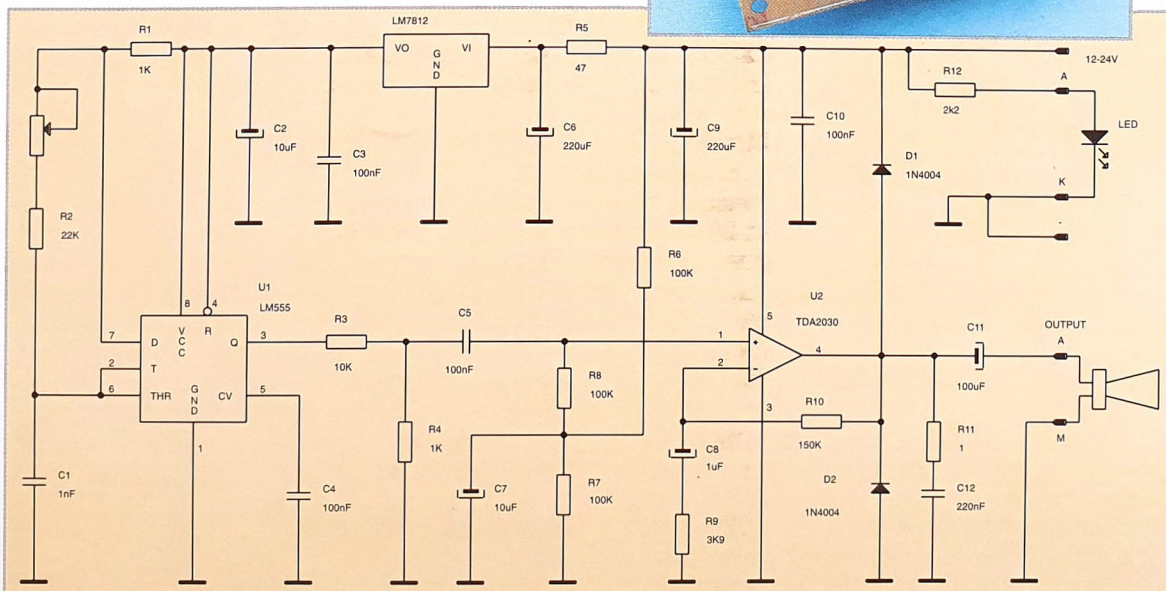 LM7812
R1
1K
VO
VI
G
N
D
R5
47
12-24V
R12
2k2
A
LED
K
C2
10uF
C3
100nF
C6
220uF
C9
220uF
C10
100nF
D1
1N4004
R2
22K
R6
100K
U1
LM555
8
4
V
C
C
R
7
D
Q
3
2
T
6
THR
G
N
D
CV
5
1
R3
10K
C5
100nF
R4
1K
R8
100K
R7
100K
C7
10uF
U2
TDA2030
1
+
2
-
5
4
3
R10
150K
C8
1uF
R9
3K9
D2
1N4004
C11
100uF
OUTPUT
A
M
R11
1
C12
220nF
C1
1nF
C4
100nF